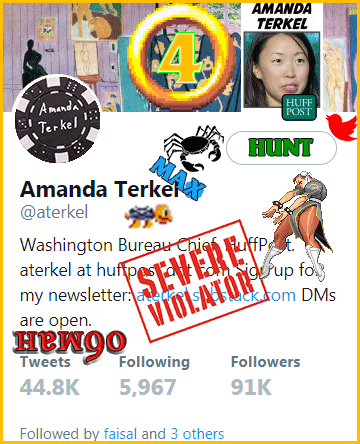 AMANDA
TERKEL
4
Amanda
Terkel
HUFF
POST
HUNT
MAX
Amanda Terkel
@aterkel
Washington Bureau Chief, HuffPost.
aterkel at huffpost dot com Sign up for
my newsletter: aterkel.substack.com DMs
are open.
SEVERE
VIOLATOR
обман
Tweets Following Followers
44.8K 5,967 91K
Followed by faisal and 3 others